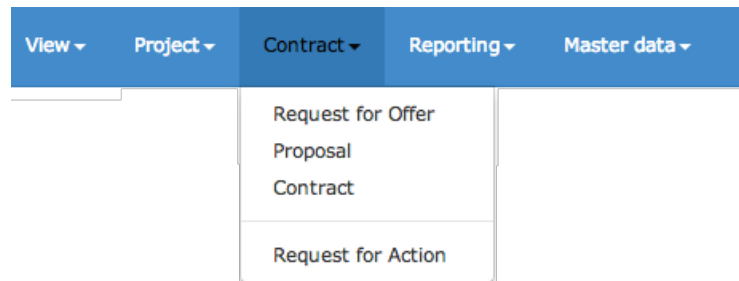 View Project Contract Reporting Master data
Request for Offer
Proposal
Contract
Request for Action